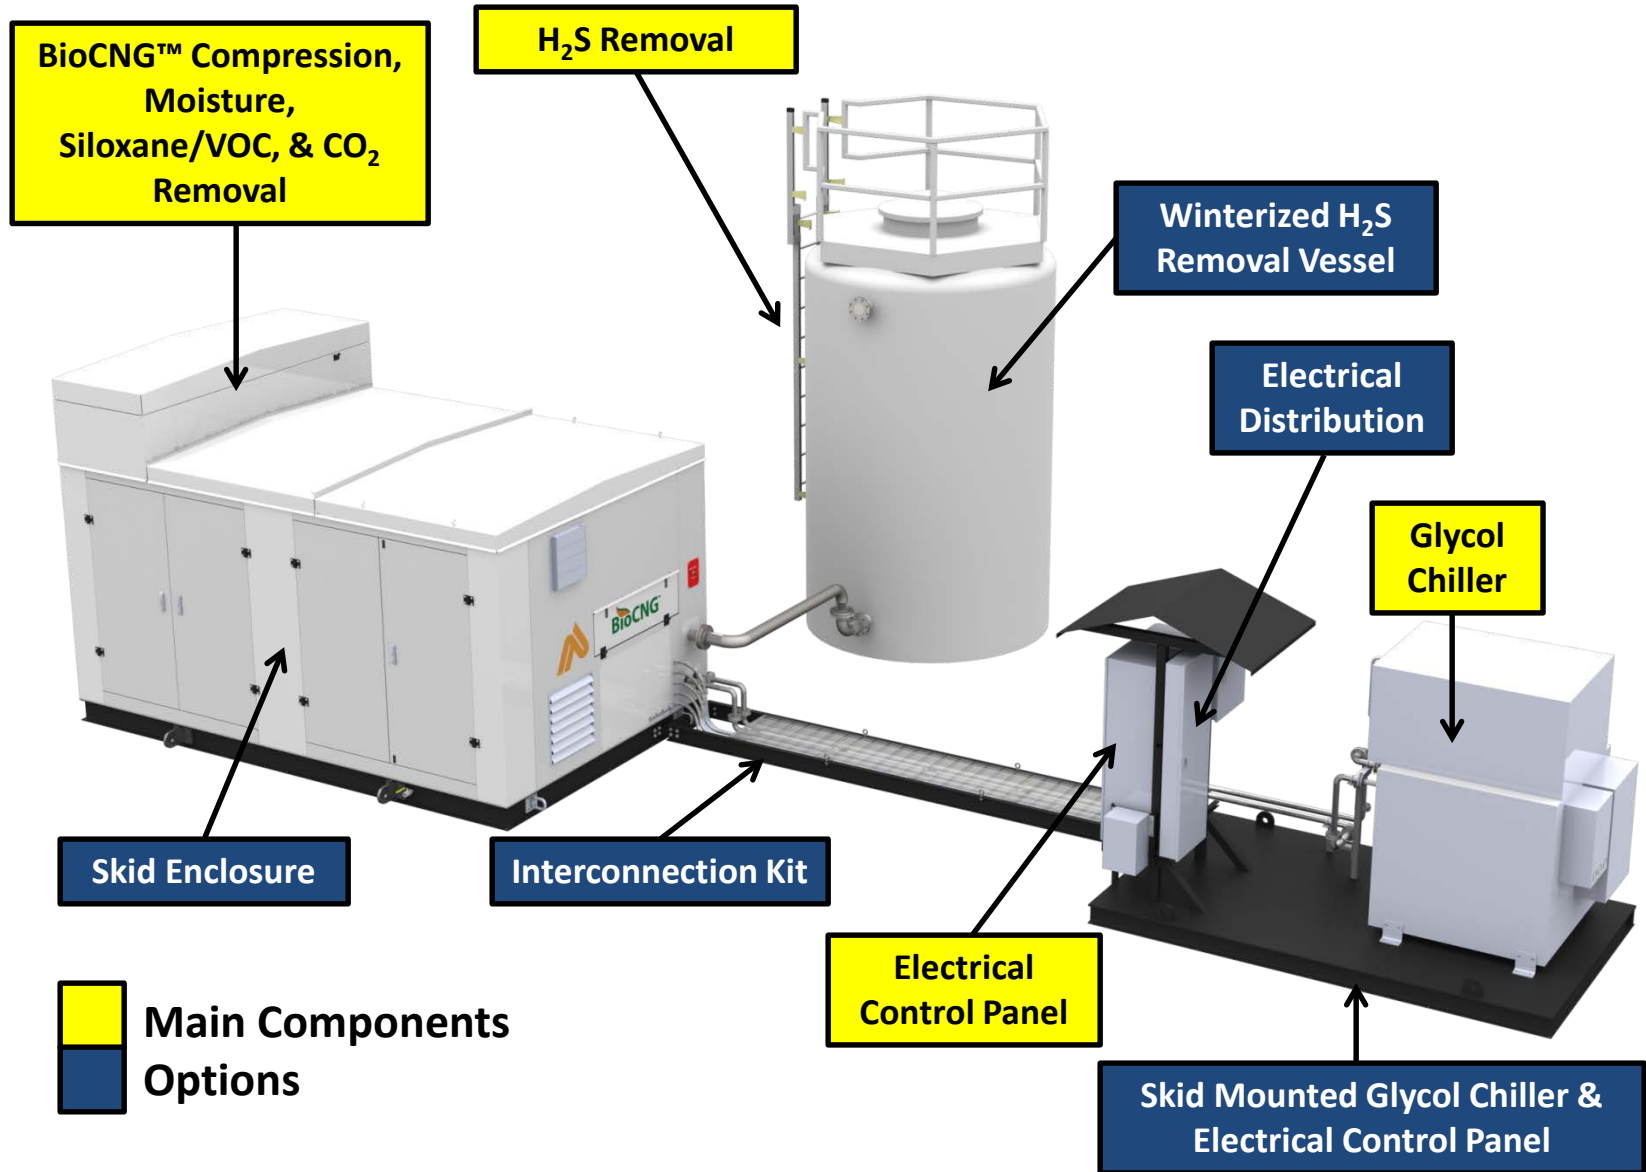 BioCNG™ Compression,
Moisture,
Siloxane/VOC, & CO₂
Removal
H₂S Removal
Winterized H₂S
Removal Vessel
Electrical
Distribution
Glycol
Chiller
BioCNG™
Skid Enclosure
Interconnection Kit
Electrical
Control Panel
Skid Mounted Glycol Chiller &
Electrical Control Panel
Main Components
Options